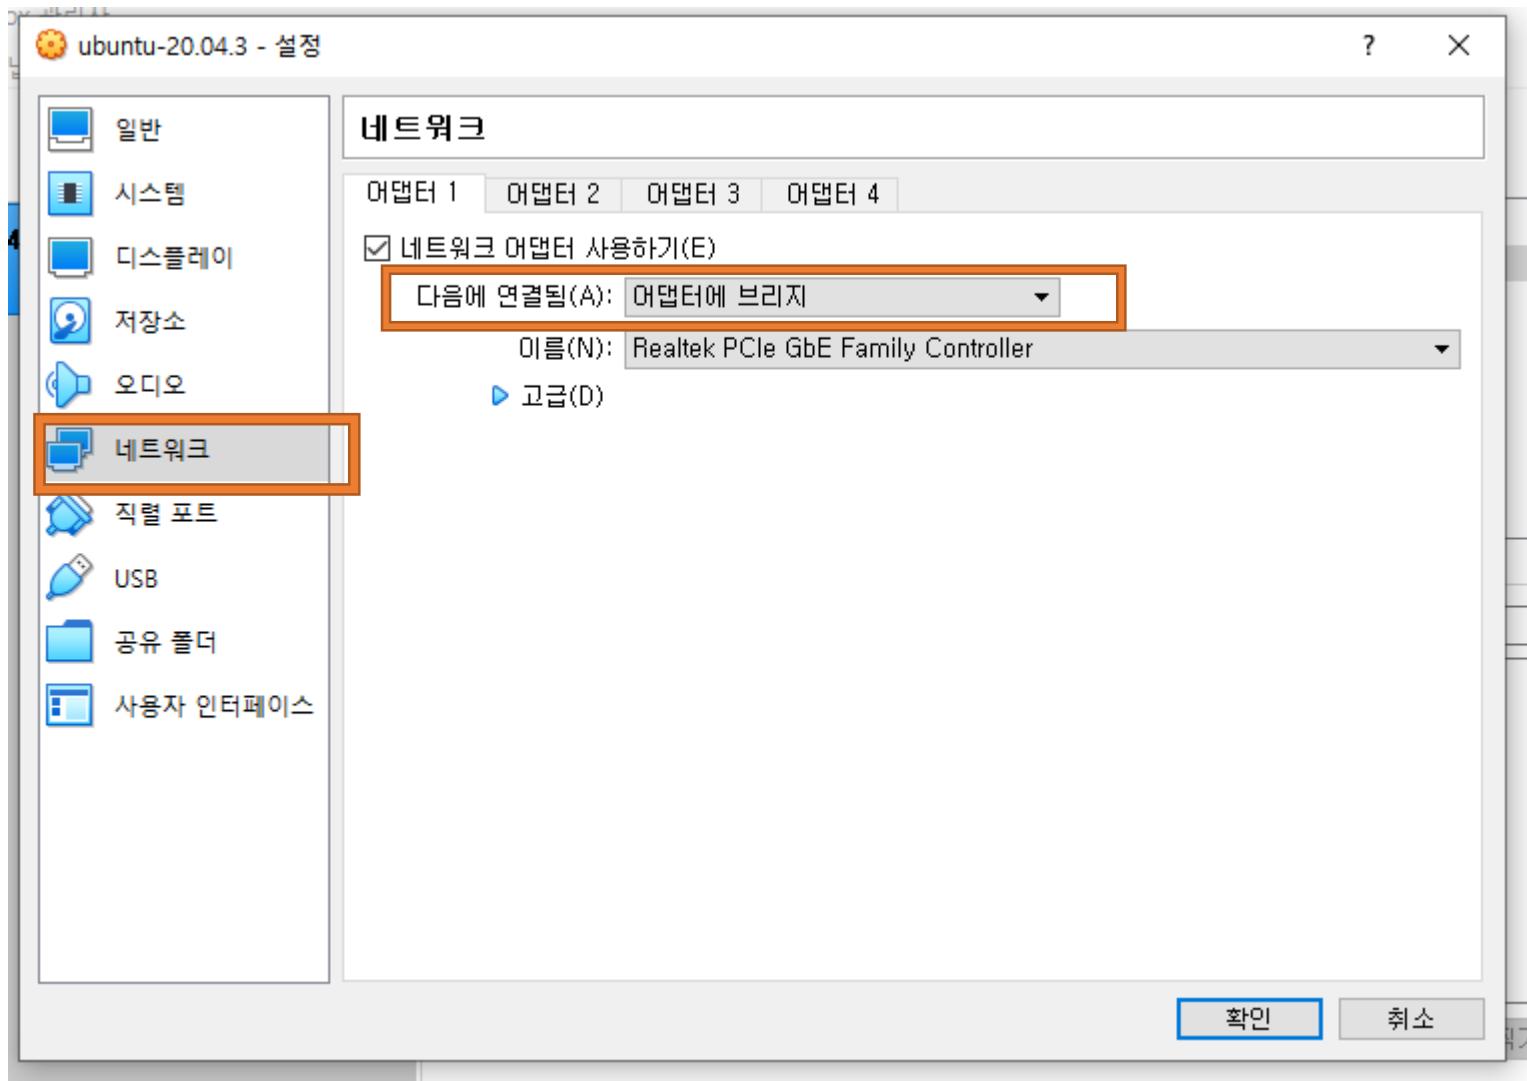 ubuntu-20.04.3 - 설정
?
일반
시스템
디스플레이
저장소
오디오
네트워크
직렬 포트
USB
공유 폴더
사용자 인터페이스
네트워크
어댑터 1 어댑터 2 어댑터 3 어댑터 4
네트워크 어댑터 사용하기(E)
다음에 연결됨(A): 어댑터에 브리지
이름(N): Realtek PCIe GbE Family Controller
고급(D)
확인 취소